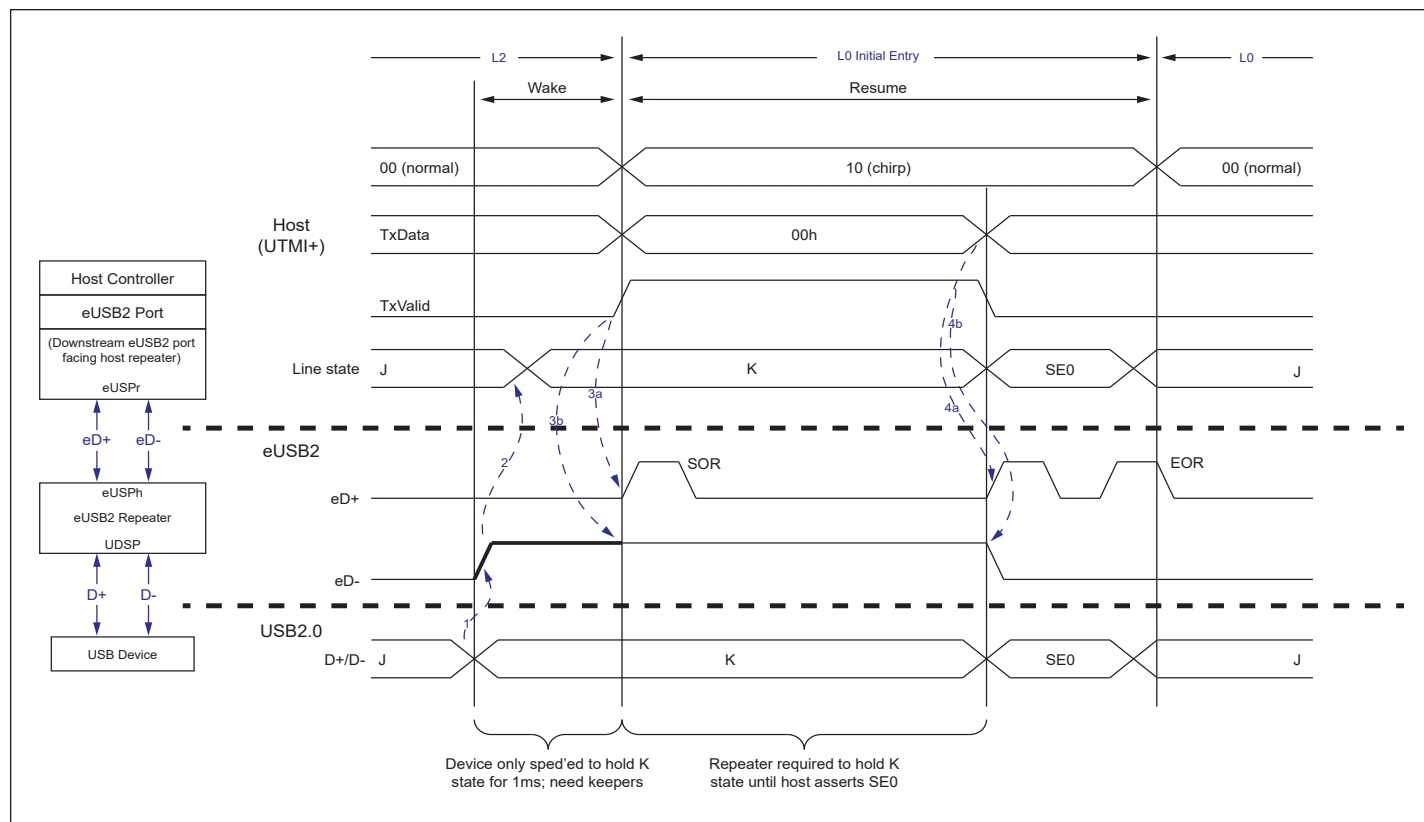 L2
L0 Initial Entry
L0
Wake
Resume
00 (normal)
10 (chirp)
00 (normal)
Host
(UTMI+)
TxData
00h
TxValid
4b
Line state
J
K
SE0
J
3a
3b
4a
2
Host Controller
eUSB2 Port
(Downstream eUSB2 port
facing host repeater)
eUSPr
eD+
eD-
eUSPh
eUSB2 Repeater
UDSP
D+
D-
USB Device
eUSB2
SOR
EOR
eD+
eD-
1
USB2.0
D+/D-
J
K
SE0
J
Device only sped'ed to hold K
state for 1ms; need keepers
Repeater required to hold K
state until host asserts SE0